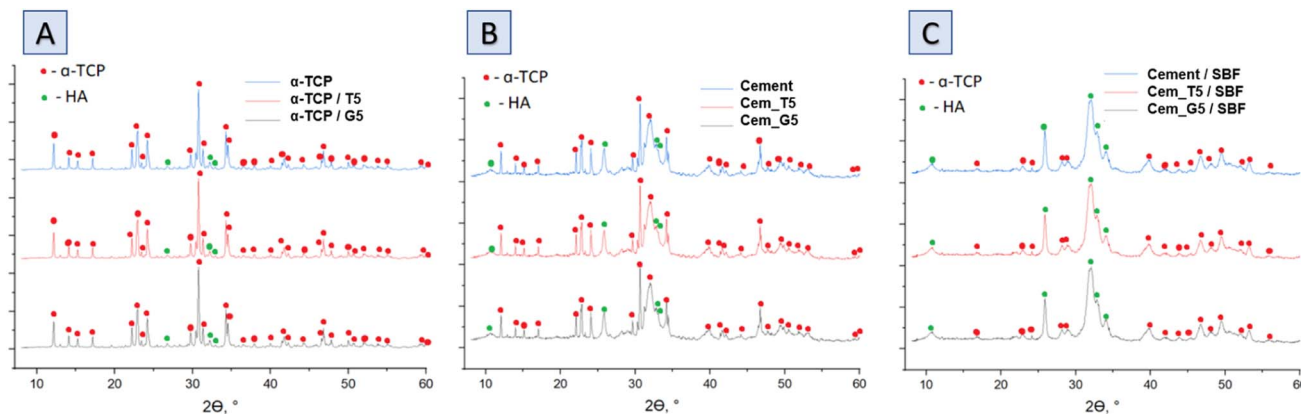 A
- α-TCP
- HA
α-TCP
α-TCP / T5
α-TCP / G5
10 20 30 40 50 60
2Θ, °
B
- α-TCP
- HA
Cement
Cem_T5
Cem_G5
10 20 30 40 50 60
2Θ, °
C
- α-TCP
- HA
Cement / SBF
Cem_T5 / SBF
Cem_G5 / SBF
10 20 30 40 50 60
2Θ, °